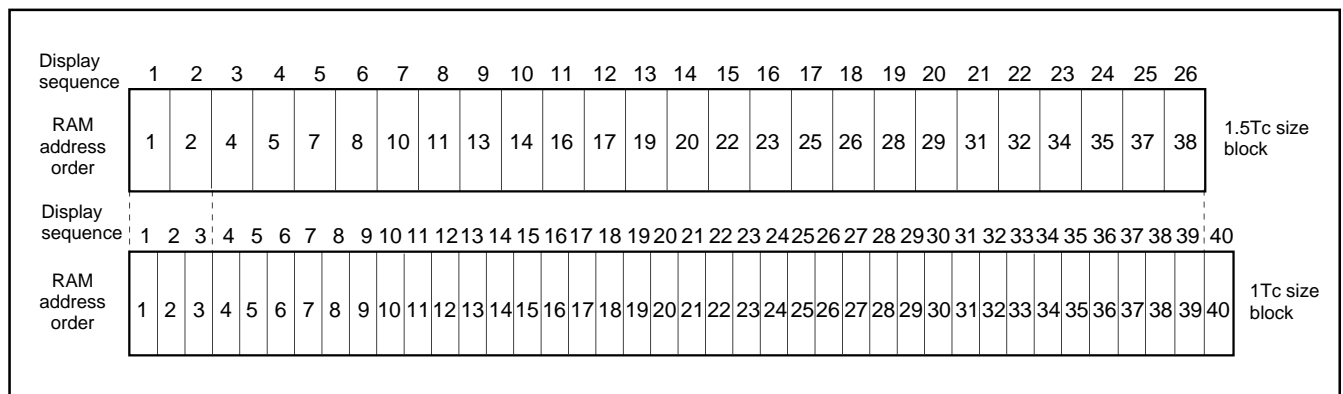 Display
sequence
1 2 3 4 5 6 7 8 9 10 11 12 13 14 15 16 17 18 19 20 21 22 23 24 25 26
RAM
address
order
1 2 4 5 7 8 10 11 13 14 16 17 19 20 22 23 25 26 28 29 31 32 34 35 37 38
1.5Tc size
block
Display
sequence
1 2 3 4 5 6 7 8 9 10 11 12 13 14 15 16 17 18 19 20 21 22 23 24 25 26 27 28 29 30 31 32 33 34 35 36 37 38 39 40
RAM
address
order
1 2 3 4 5 6 7 8 9 10 11 12 13 14 15 16 17 18 19 20 21 22 23 24 25 26 27 28 29 30 31 32 33 34 35 36 37 38 39 40
1Tc size
block